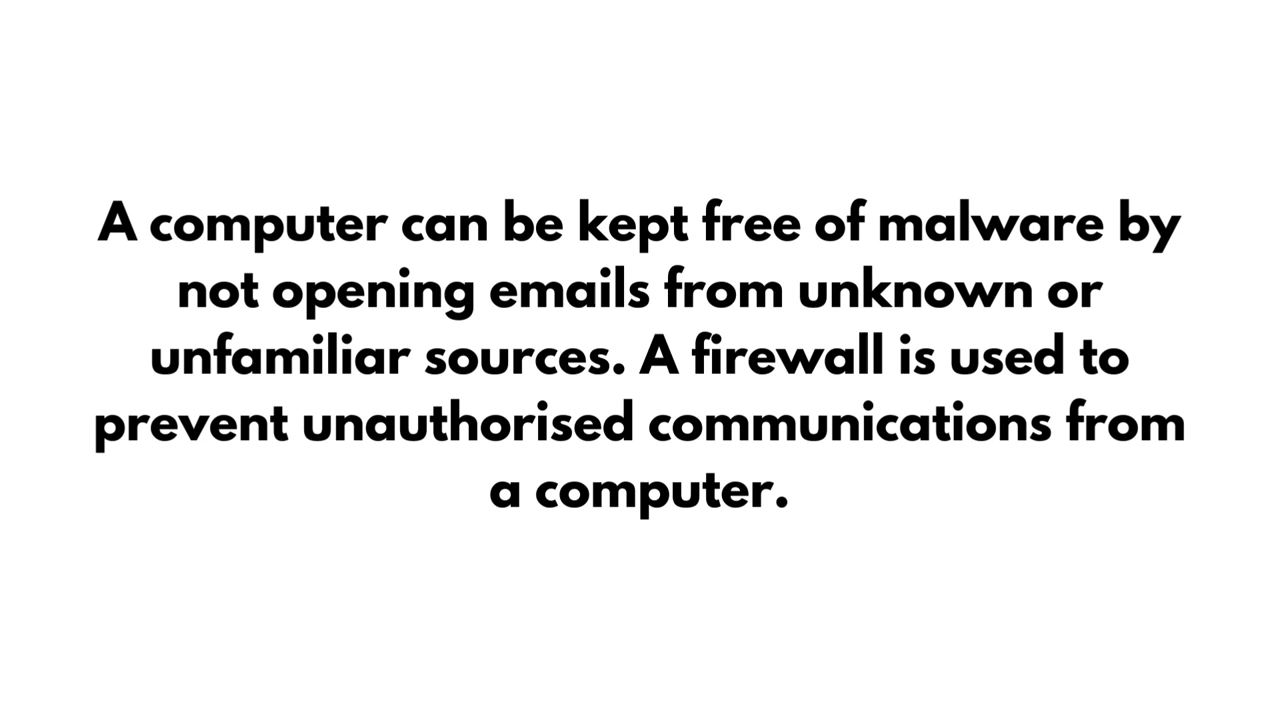 A computer can be kept free of malware by
not opening emails from unknown or
unfamiliar sources. A firewall is used to
prevent unauthorised communications from
a computer.